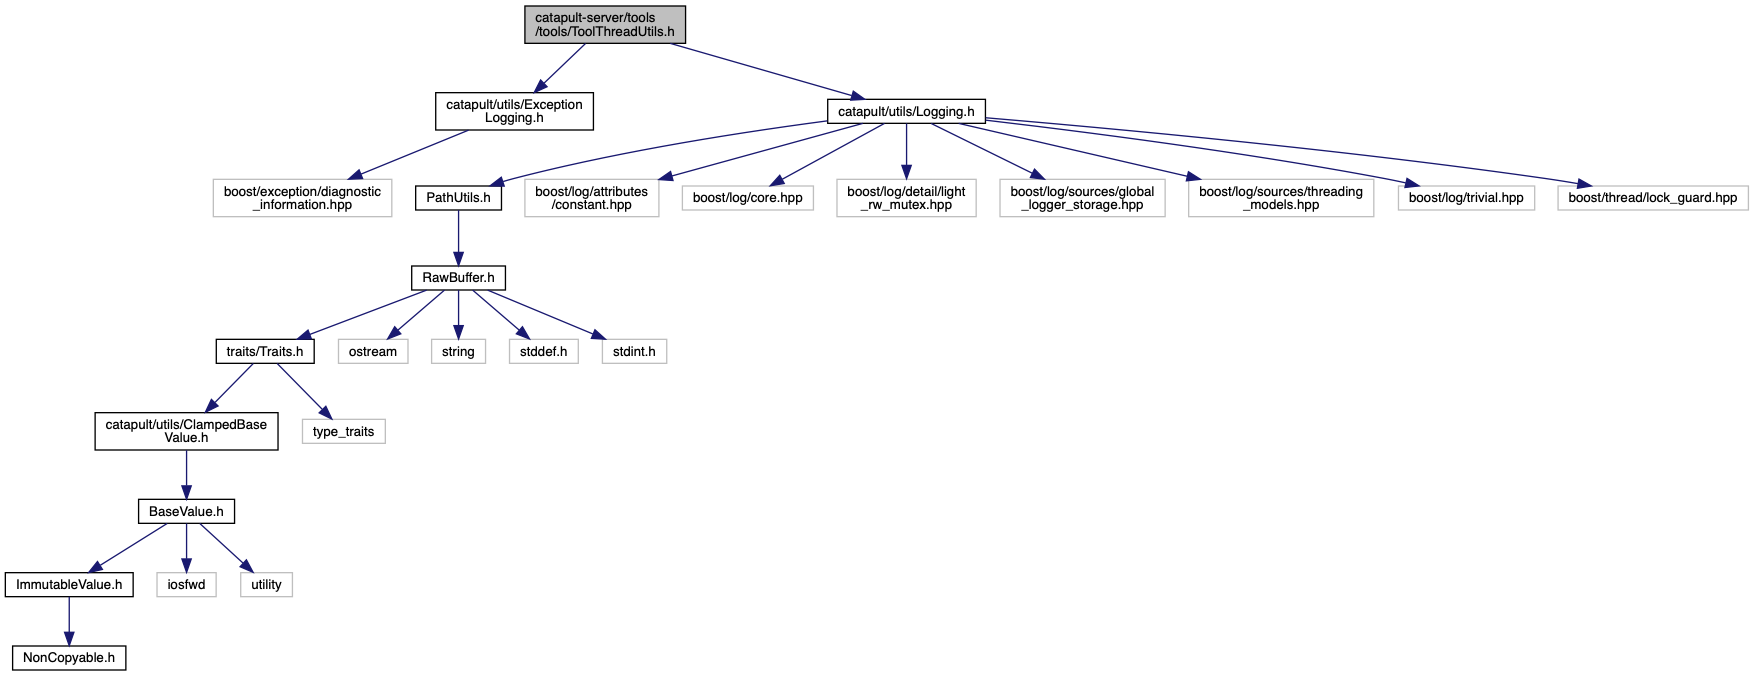 catapult-server/tools
/tools/ToolThreadUtils.h
catapult/utils/Exception
Logging.h
catapult/utils/Logging.h
boost/exception/diagnostic
_information.hpp
PathUtils.h
boost/log/attributes
/constant.hpp
boost/log/core.hpp
boost/log/detail/light
_rw_mutex.hpp
boost/log/sources/global
_logger_storage.hpp
boost/log/sources/threading
_models.hpp
boost/log/trivial.hpp
boost/thread/lock_guard.hpp
RawBuffer.h
traits/Traits.h
ostream
string
stddef.h
stdint.h
catapult/utils/ClampedBase
Value.h
type_traits
BaseValue.h
ImmutableValue.h
iosfwd
utility
NonCopyable.h